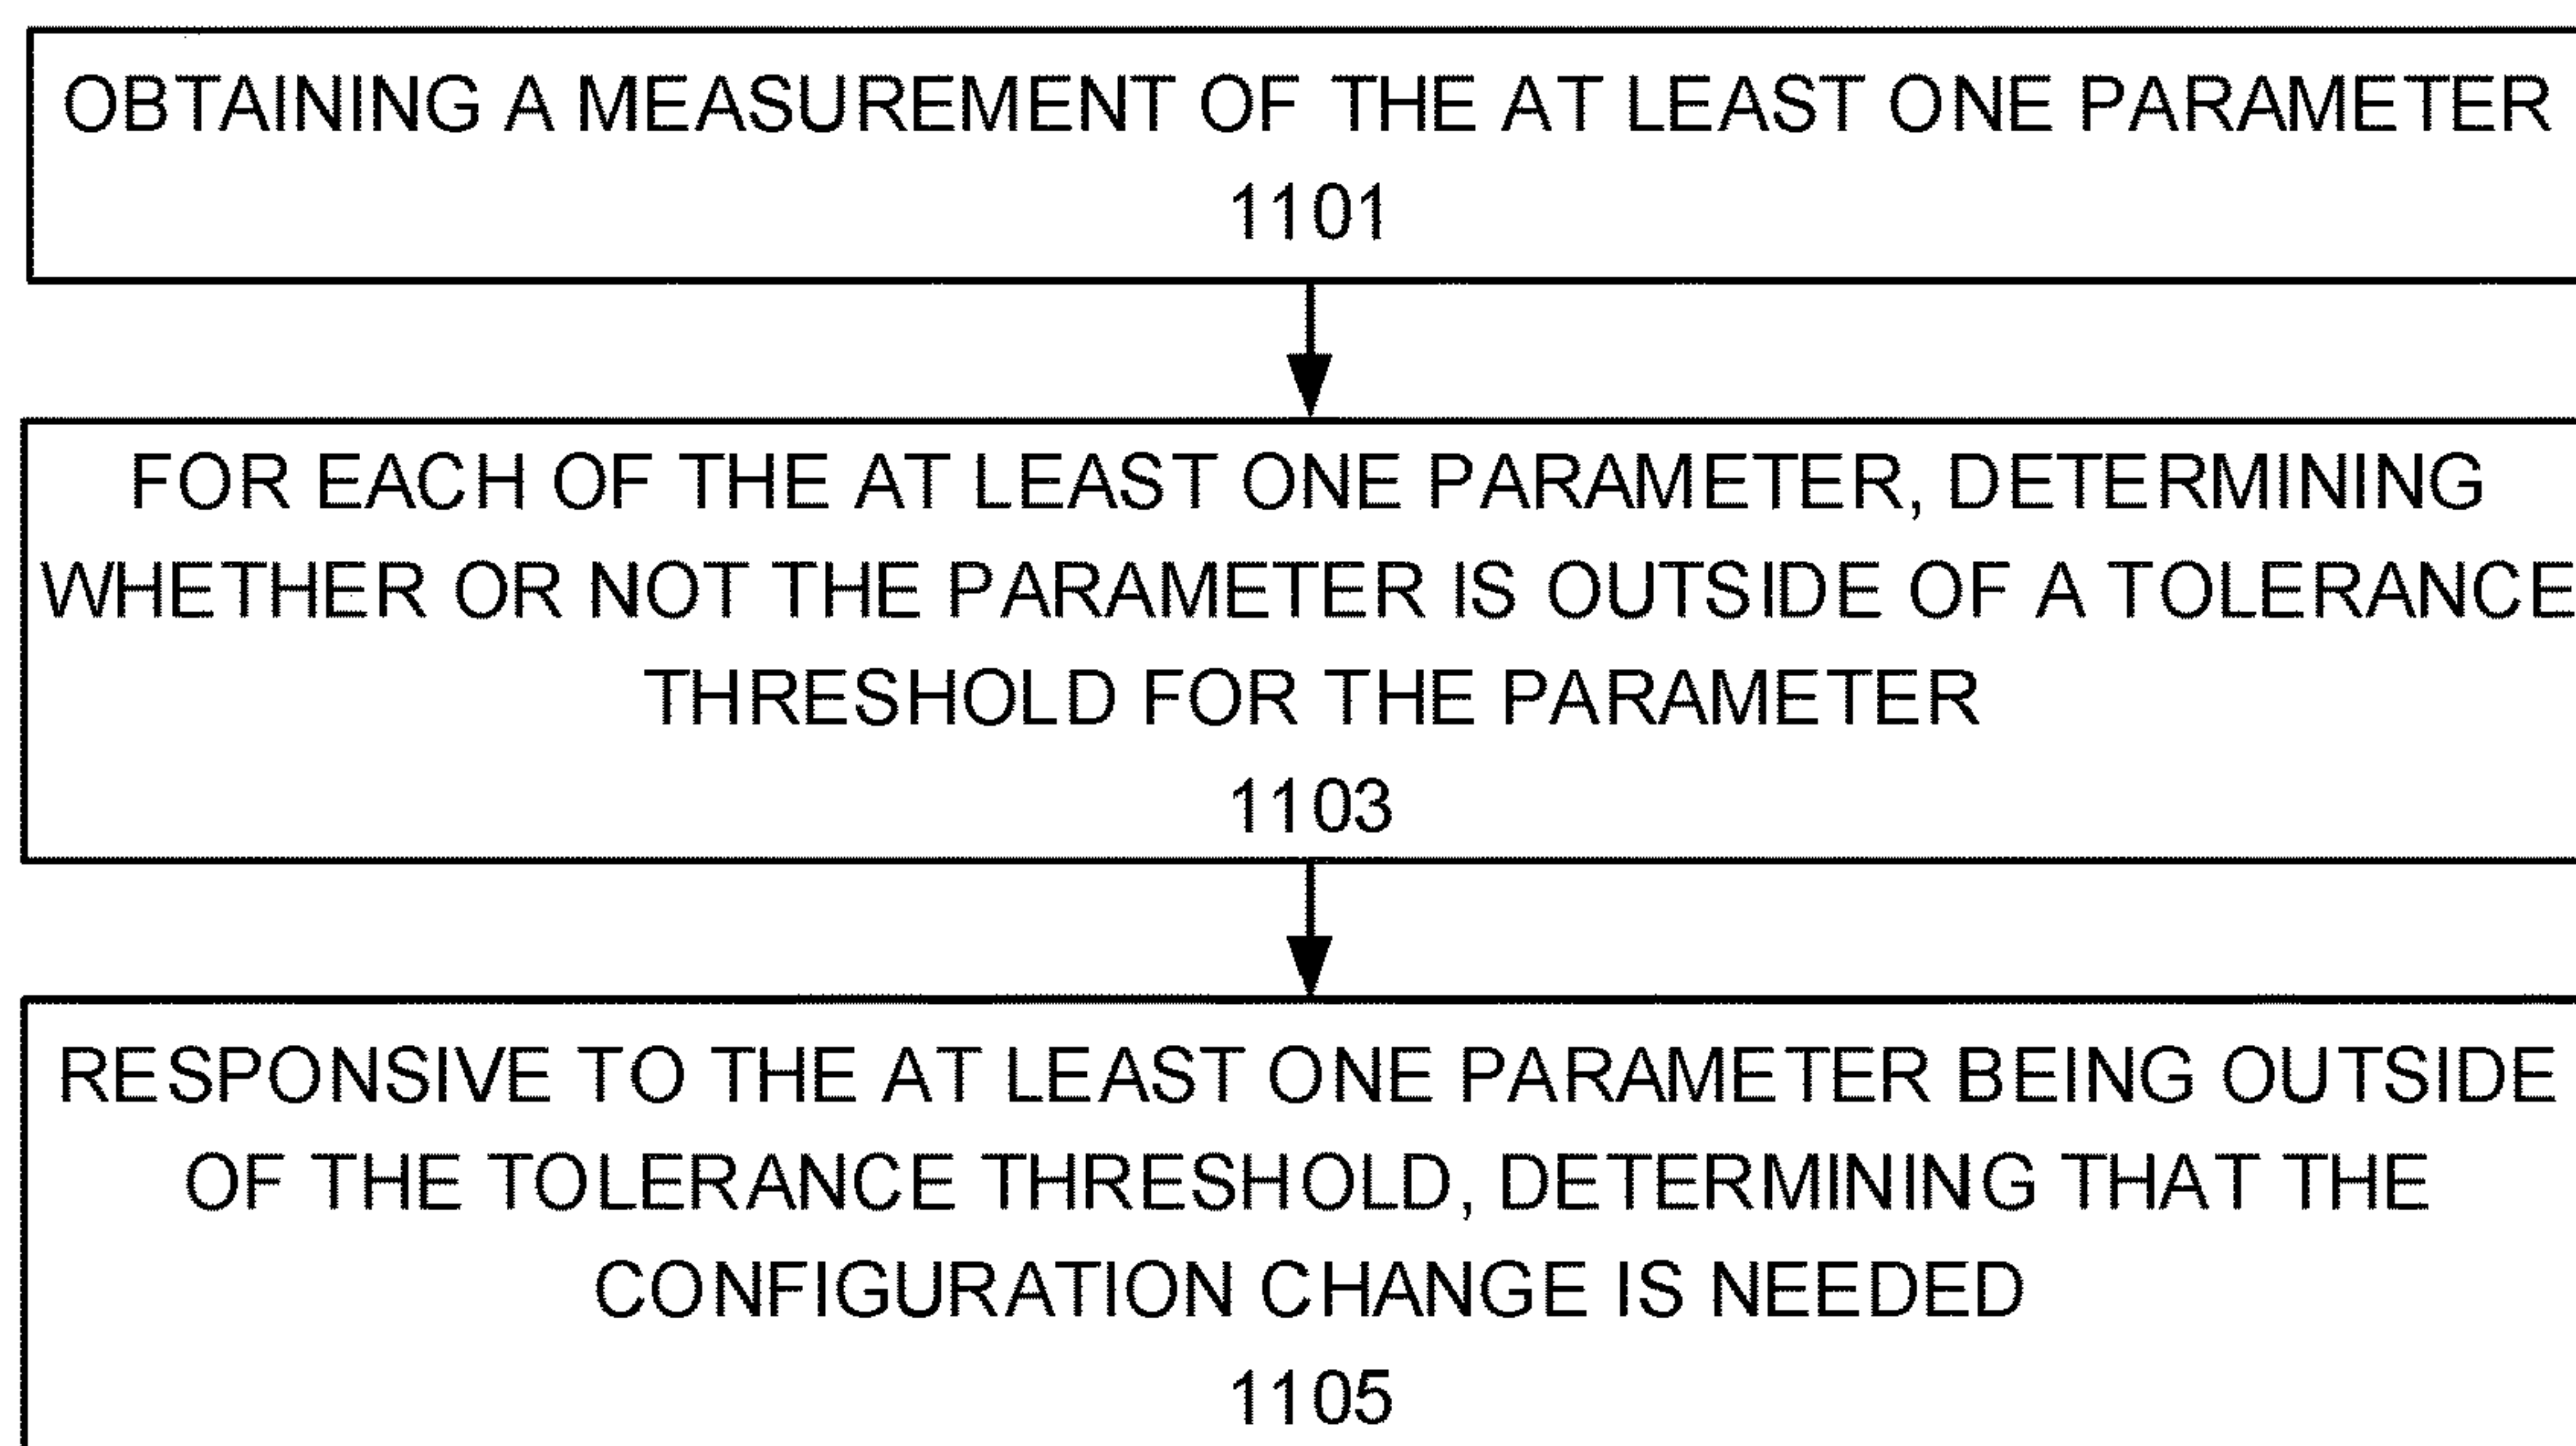 OBTAINING A MEASUREMENT OF THE AT LEAST ONE PARAMETER
1101
FOR EACH OF THE AT LEAST ONE PARAMETER, DETERMINING
WHETHER OR NOT THE PARAMETER IS OUTSIDE OF A TOLERANCE
THRESHOLD FOR THE PARAMETER
1103
RESPONSIVE TO THE AT LEAST ONE PARAMETER BEING OUTSIDE
OF THE TOLERANCE THRESHOLD, DETERMINING THAT THE
CONFIGURATION CHANGE IS NEEDED
1105